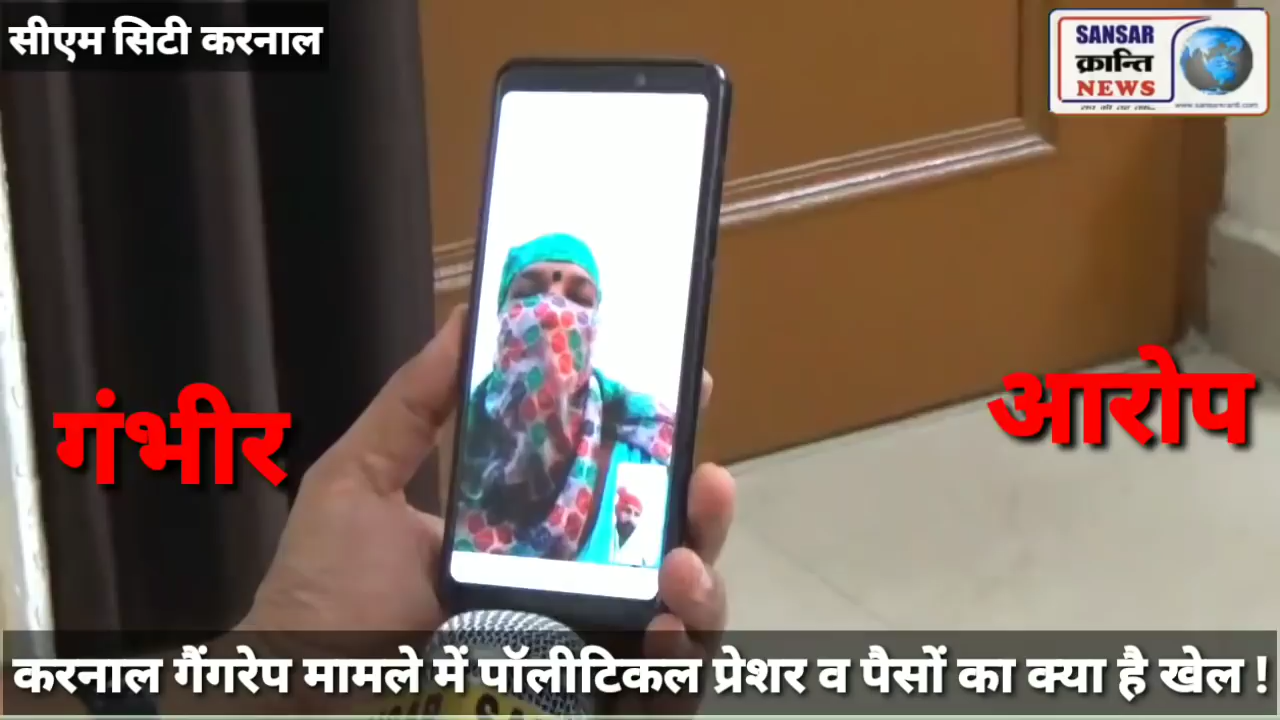 सीएम सिटी करनाल
SANSAR
क्रान्ति
NEWS
गंभीर
आरोप
करनाल गैंगरेप मामले में पॉलीटिकल प्रेशर व पैसों का क्या है खेल !